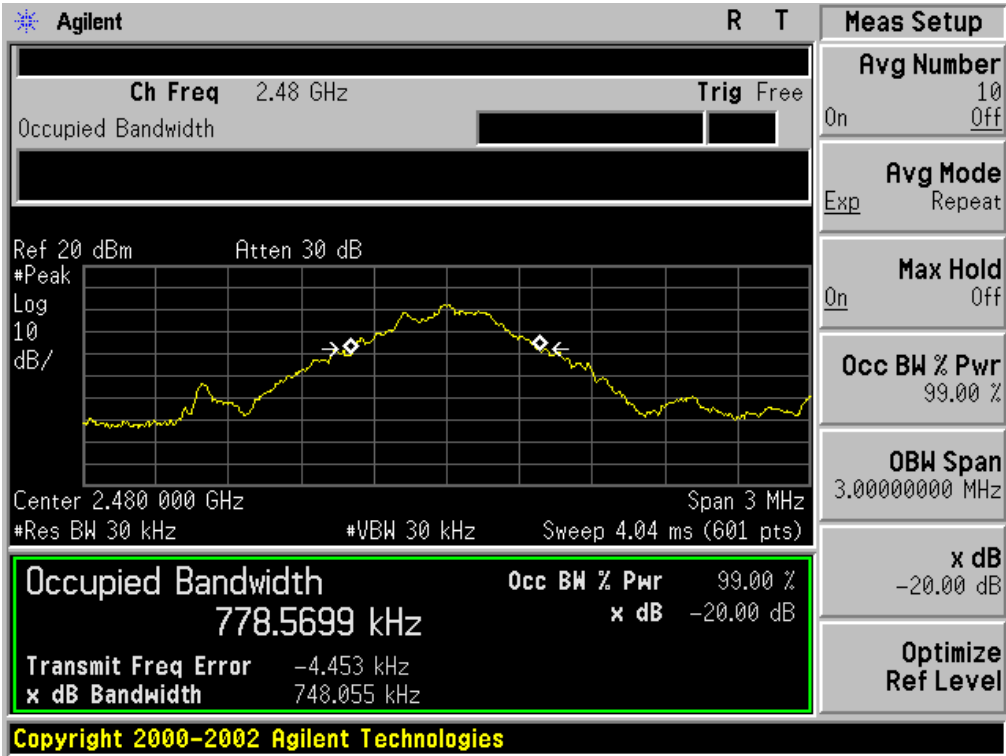 Agilent R T
Ch Freq 2.48 GHz Trig Free
Occupied Bandwidth
Ref 20 dBm Atten 30 dB
#Peak
Log
10
dB/
Center 2.480 000 GHz Span 3 MHz
#Res BW 30 kHz #VBW 30 kHz Sweep 4.04 ms (601 pts)
Occupied Bandwidth
778.5699 kHz
Occ BW % Pwr 99.00 %
x dB -20.00 dB
Transmit Freq Error -4.453 kHz
x dB Bandwidth 748.055 kHz
Copyright 2000-2002 Agilent Technologies
Meas Setup
Avg Number
10
On Off
Avg Mode
Exp Repeat
Max Hold
On Off
Occ BW % Pwr
99.00 %
OBW Span
3.00000000 MHz
x dB
-20.00 dB
Optimize
Ref Level